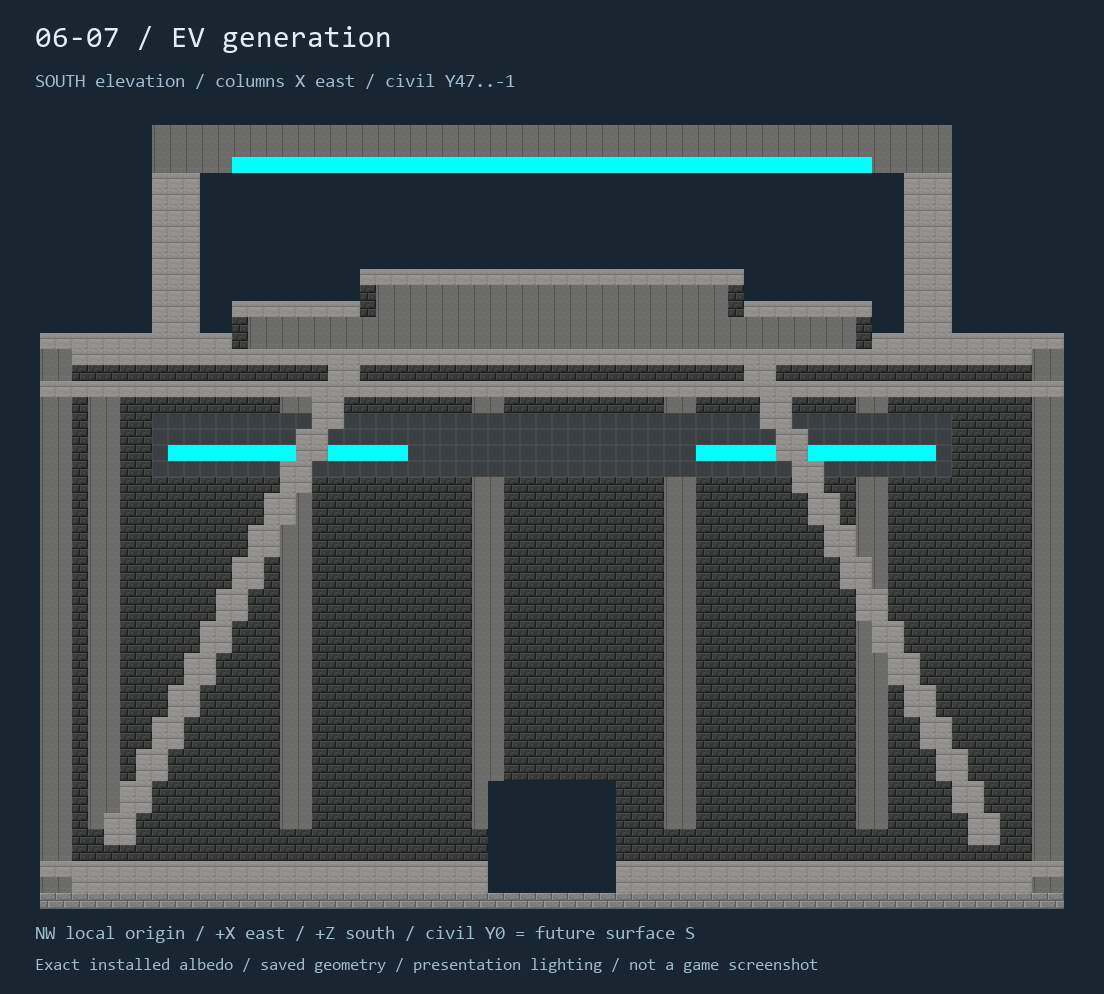 06-07 / EV generation
SOUTH elevation / columns X east / civil Y47..-1
NW local origin / +X east / +Z south / civil Y0 = future surface S
Exact installed albedo / saved geometry / presentation lighting / not a game screenshot